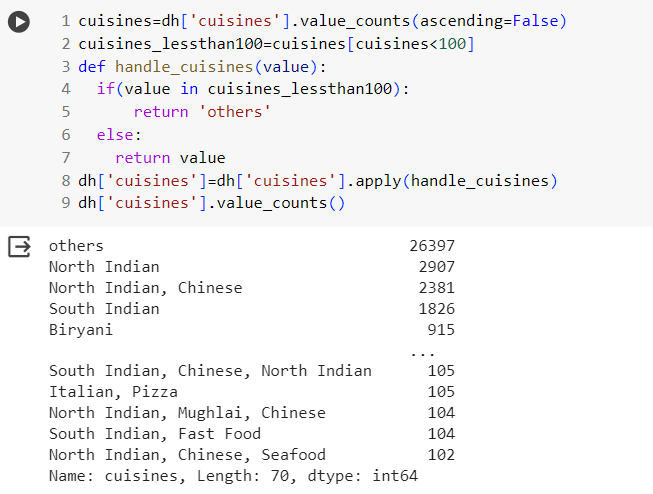 1 cuisines=dh['cuisines'].value_counts(ascending=False)
2 cuisines_lessthan100=cuisines[cuisines<100]
3 def handle_cuisines(value):
4   if(value in cuisines_lessthan100):
5       return 'others'
6   else:
7     return value
8 dh['cuisines']=dh['cuisines'].apply(handle_cuisines)
9 dh['cuisines'].value_counts()
others                                 26397
North Indian                            2907
North Indian, Chinese                   2381
South Indian                            1826
Biryani                                  915
                                       ...
South Indian, Chinese, North Indian      105
Italian, Pizza                           105
North Indian, Mughlai, Chinese           104
South Indian, Fast Food                  104
North Indian, Chinese, Seafood           102
Name: cuisines, Length: 70, dtype: int64